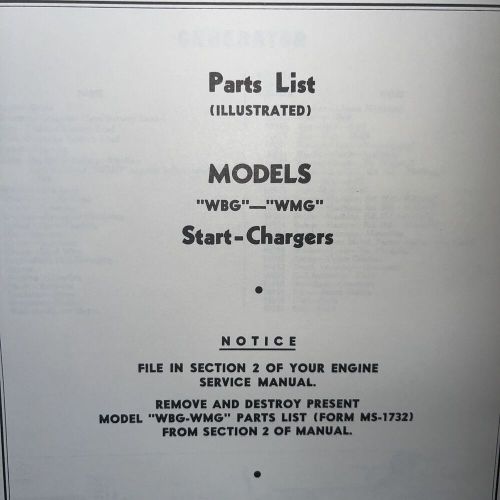 Parts List
(ILLUSTRATED)
MODELS
"WBG"—"WMG"
Start-Chargers
NOTICE
FILE IN SECTION 2 OF YOUR ENGINE
SERVICE MANUAL.
REMOVE AND DESTROY PRESENT
MODEL "WBG-WMG" PARTS LIST (FORM MS-1732)
FROM SECTION 2 OF MANUAL.